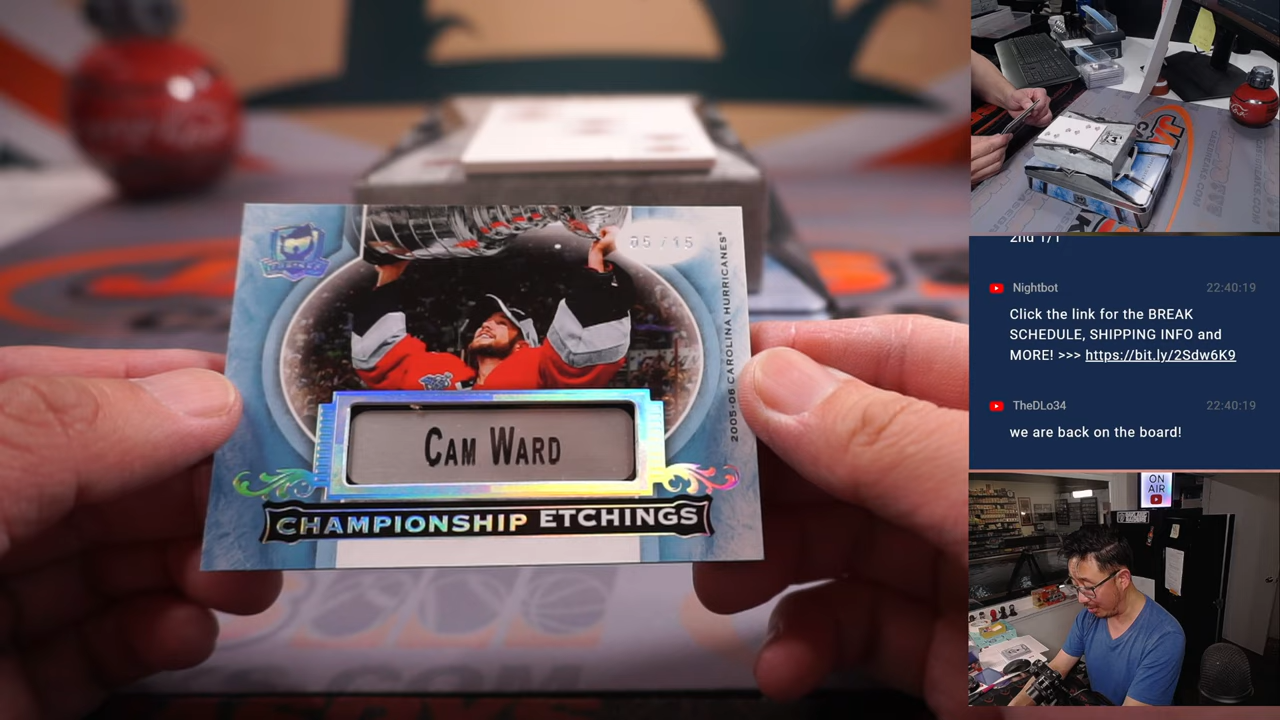 05/15
2005-06 CAROLINA HURRICANES®
CAM WARD
CHAMPIONSHIP ETCHINGS
2nd 1/1
Nightbot
22:40:19
Click the link for the BREAK
SCHEDULE, SHIPPING INFO and
MORE! >>> https://bit.ly/2Sdw6K9
TheDLo34
22:40:19
we are back on the board!
ON
AIR